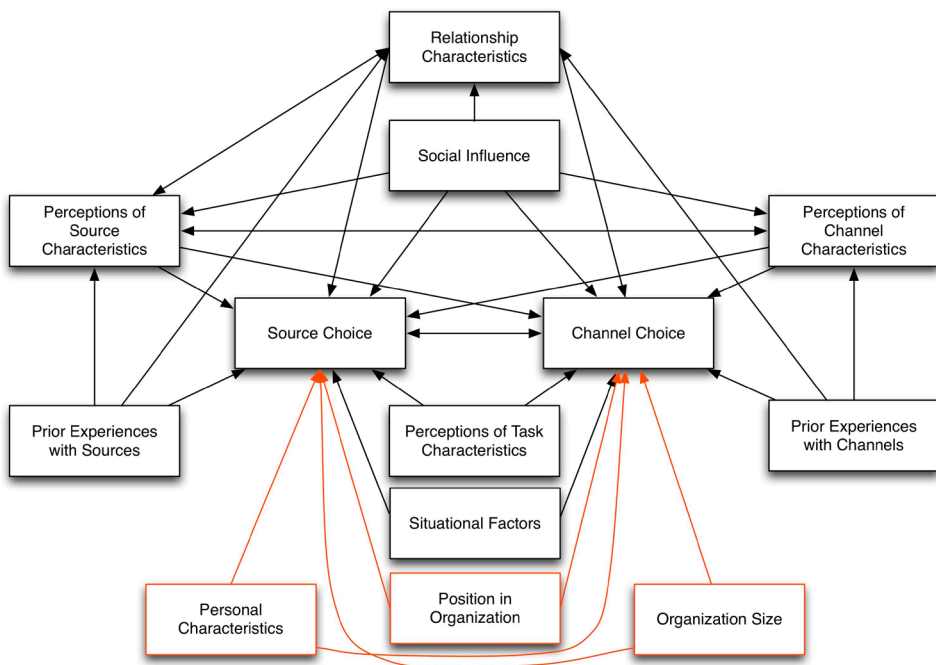 Relationship
Characteristics
Social Influence
Perceptions of
Source
Characteristics
Perceptions of
Channel
Characteristics
Source Choice
Channel Choice
Prior Experiences
with Sources
Perceptions of Task
Characteristics
Prior Experiences
with Channels
Situational Factors
Personal
Characteristics
Position in
Organization
Organization Size